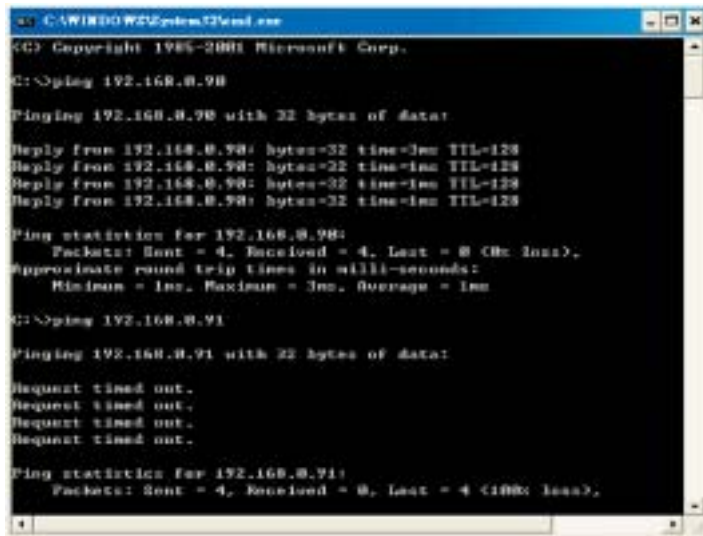 C:\WINDOWS\System32\cmd.exe
(C) Copyright 1985-2001 Microsoft Corp.
C:\>ping 192.168.0.90
Pinging 192.168.0.90 with 32 bytes of data:
Reply from 192.168.0.90: bytes=32 time=3ms TTL=128
Reply from 192.168.0.90: bytes=32 time=1ms TTL=128
Reply from 192.168.0.90: bytes=32 time=1ms TTL=128
Reply from 192.168.0.90: bytes=32 time=1ms TTL=128
Ping statistics for 192.168.0.90:
Packets: Sent = 4, Received = 4, Lost = 0 (0% loss),
Approximate round trip times in milli-seconds:
Minimum = 1ms, Maximum = 3ms, Average = 1ms
C:\>ping 192.168.0.91
Pinging 192.168.0.91 with 32 bytes of data:
Request timed out.
Request timed out.
Request timed out.
Request timed out.
Ping statistics for 192.168.0.91:
Packets: Sent = 4, Received = 0, Lost = 4 (100% loss),